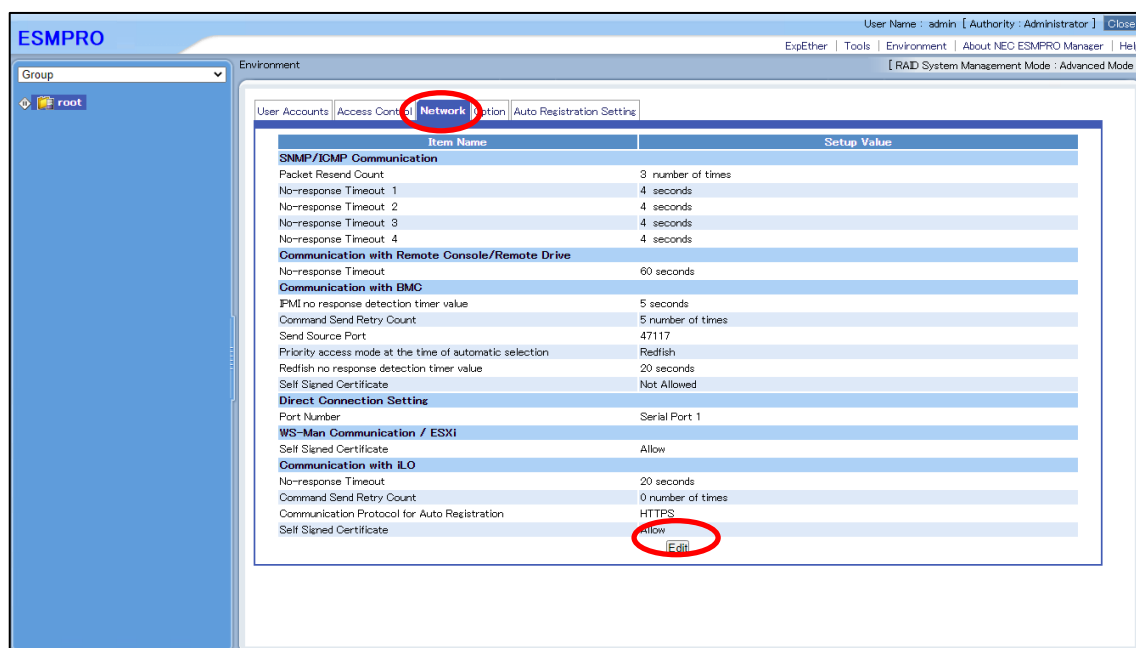 User Name : admin [ Authority : Administrator ] Close
ESMPRO
ExpEther | Tools | Environment | About NEC ESMPRO Manager | Hel
Group
Environment
[ RAID System Management Mode : Advanced Mode
root
User Accounts Access Control Network Option Auto Registration Setting
Item Name Setup Value
SNMP/ICMP Communication
Packet Resend Count 3 number of times
No-response Timeout 1 4 seconds
No-response Timeout 2 4 seconds
No-response Timeout 3 4 seconds
No-response Timeout 4 4 seconds
Communication with Remote Console/Remote Drive
No-response Timeout 60 seconds
Communication with BMC
IPMI no response detection timer value 5 seconds
Command Send Retry Count 5 number of times
Send Source Port 47117
Priority access mode at the time of automatic selection Redfish
Redfish no response detection timer value 20 seconds
Self Signed Certificate Not Allowed
Direct Connection Setting
Port Number Serial Port 1
WS-Man Communication / ESXi
Self Signed Certificate Allow
Communication with iLO
No-response Timeout 20 seconds
Command Send Retry Count 0 number of times
Communication Protocol for Auto Registration HTTPS
Self Signed Certificate Allow
Edit